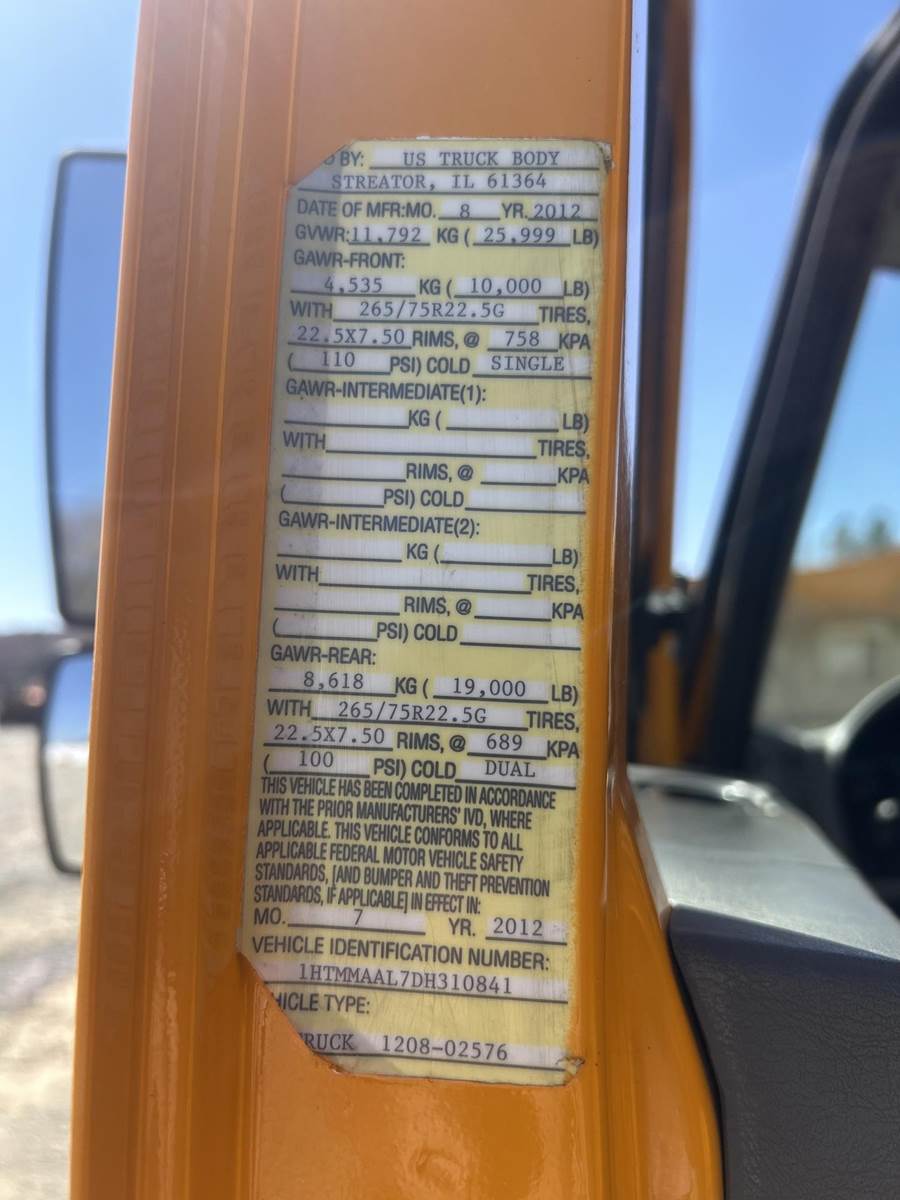 BY: US TRUCK BODY
STREATOR, IL 61364
DATE OF MFR:MO. 8 YR. 2012
GVWR: 11,792 KG ( 25,999 LB)
GAWR-FRONT:
4,535 KG ( 10,000 LB)
WITH 265/75R22.5G TIRES,
22.5X7.50 RIMS, @ 758 KPA
( 110 PSI) COLD SINGLE
GAWR-INTERMEDIATE(1):
KG ( LB)
WITH TIRES,
RIMS, @ KPA
( PSI) COLD
GAWR-INTERMEDIATE(2):
KG ( LB)
WITH TIRES,
RIMS, @ KPA
( PSI) COLD
GAWR-REAR:
8,618 KG ( 19,000 LB)
WITH 265/75R22.5G TIRES,
22.5X7.50 RIMS, @ 689 KPA
( 100 PSI) COLD DUAL
THIS VEHICLE HAS BEEN COMPLETED IN ACCORDANCE
WITH THE PRIOR MANUFACTURERS' IVD, WHERE
APPLICABLE. THIS VEHICLE CONFORMS TO ALL
APPLICABLE FEDERAL MOTOR VEHICLE SAFETY
STANDARDS, [AND BUMPER AND THEFT PREVENTION
STANDARDS, IF APPLICABLE] IN EFFECT IN:
MO. 7 YR. 2012
VEHICLE IDENTIFICATION NUMBER:
1HTMMAAL7DH310841
HICLE TYPE:
RUCK 1208-02576